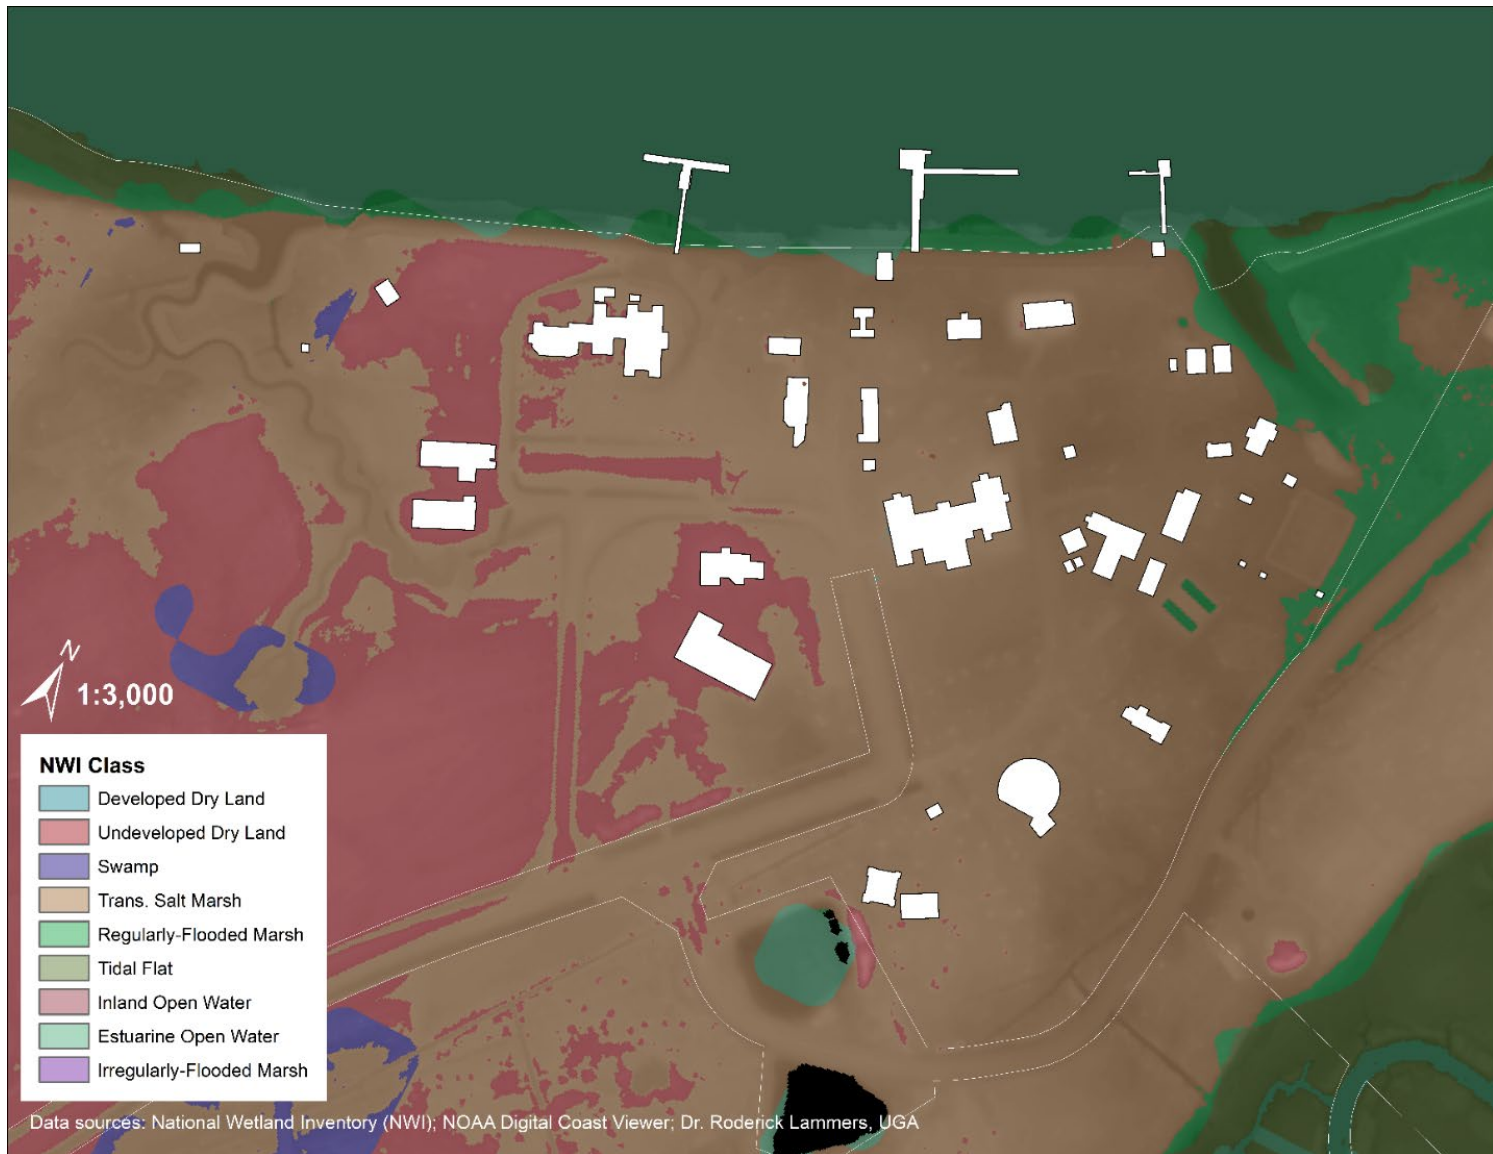 N
1:3,000
NWI Class
Developed Dry Land
Undeveloped Dry Land
Swamp
Trans. Salt Marsh
Regularly-Flooded Marsh
Tidal Flat
Inland Open Water
Estuarine Open Water
Irregularly-Flooded Marsh
Data sources: National Wetland Inventory (NWI); NOAA Digital Coast Viewer; Dr. Roderick Lammers, UGA